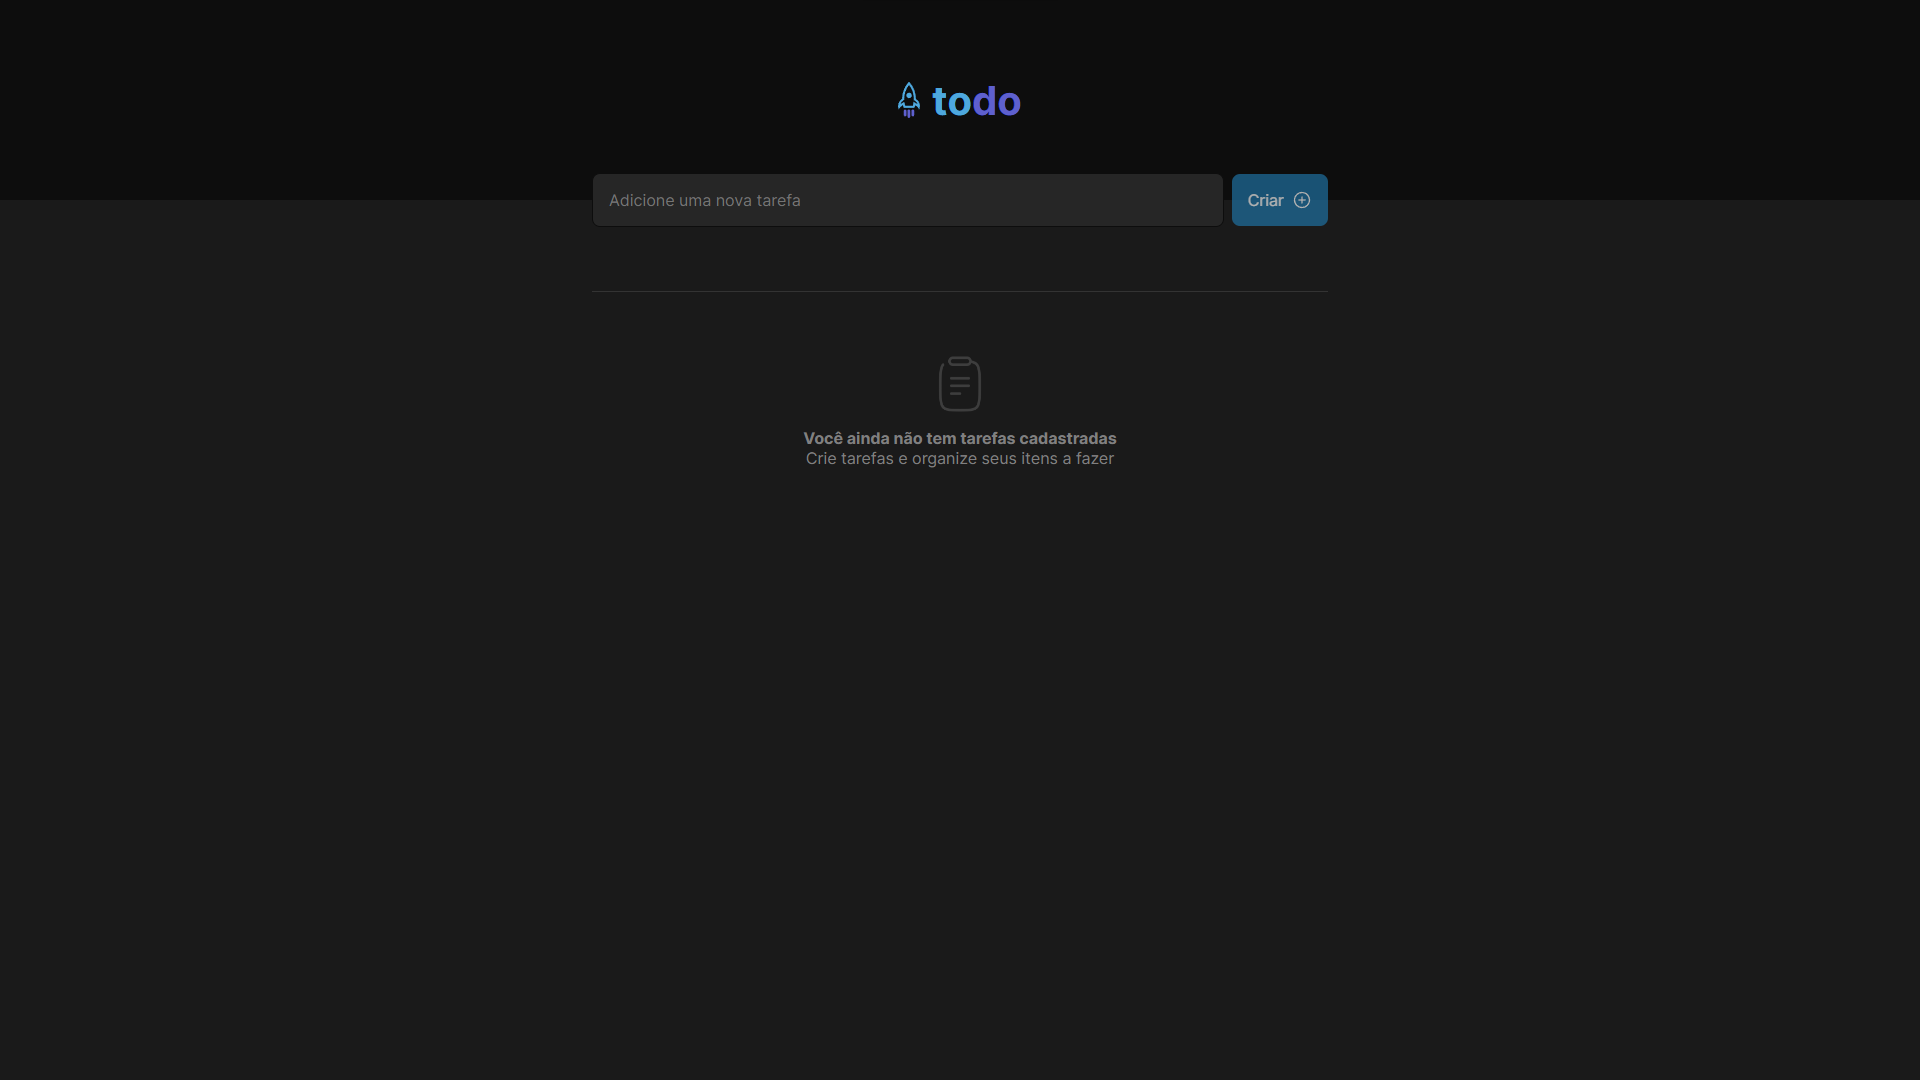 todo
Adicione uma nova tarefa
Criar
Você ainda não tem tarefas cadastradas
Crie tarefas e organize seus itens a fazer